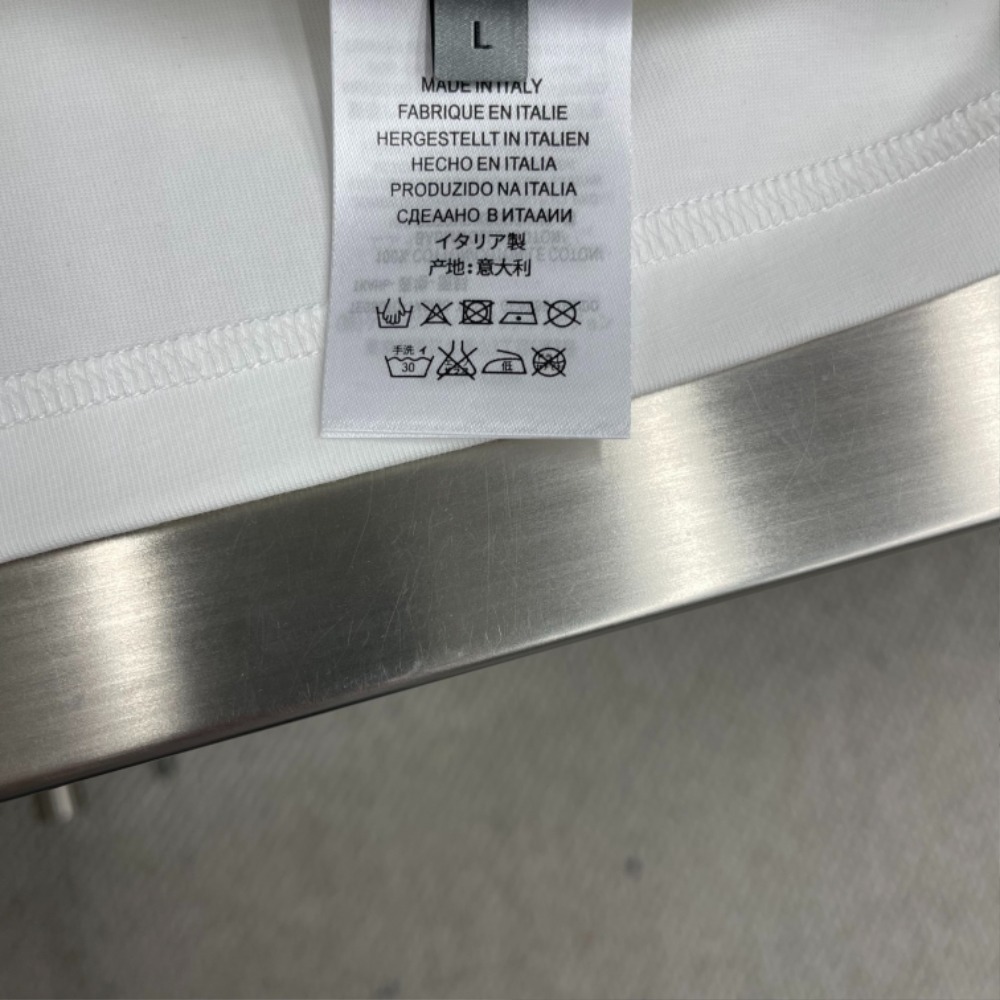 L
MADE IN ITALY
FABRIQUE EN ITALIE
HERGESTELLT IN ITALIEN
HECHO EN ITALIA
PRODUZIDO NA ITALIA
СДЕААНО В ИТААИИ
イタリア製
产地:意大利
手洗 イ
30
低